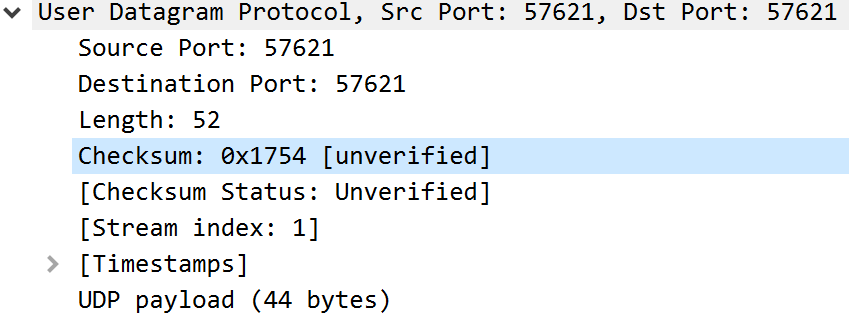 User Datagram Protocol, Src Port: 57621, Dst Port: 57621
Source Port: 57621
Destination Port: 57621
Length: 52
Checksum: 0x1754 [unverified]
[Checksum Status: Unverified]
[Stream index: 1]
[Timestamps]
UDP payload (44 bytes)